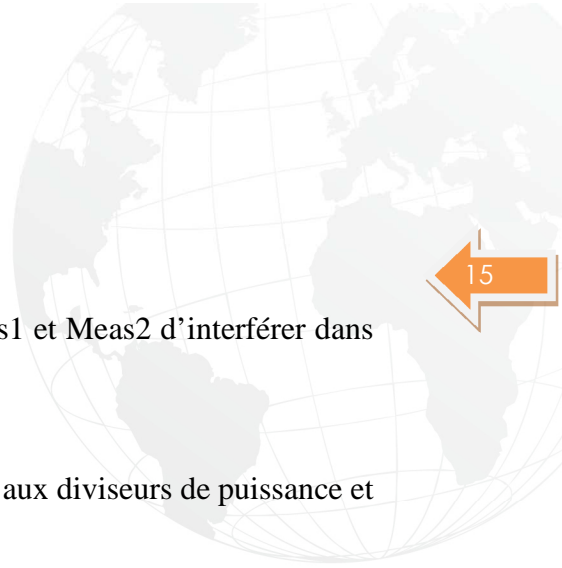 15
s1 et Meas2 d’interférer dans
aux diviseurs de puissance et